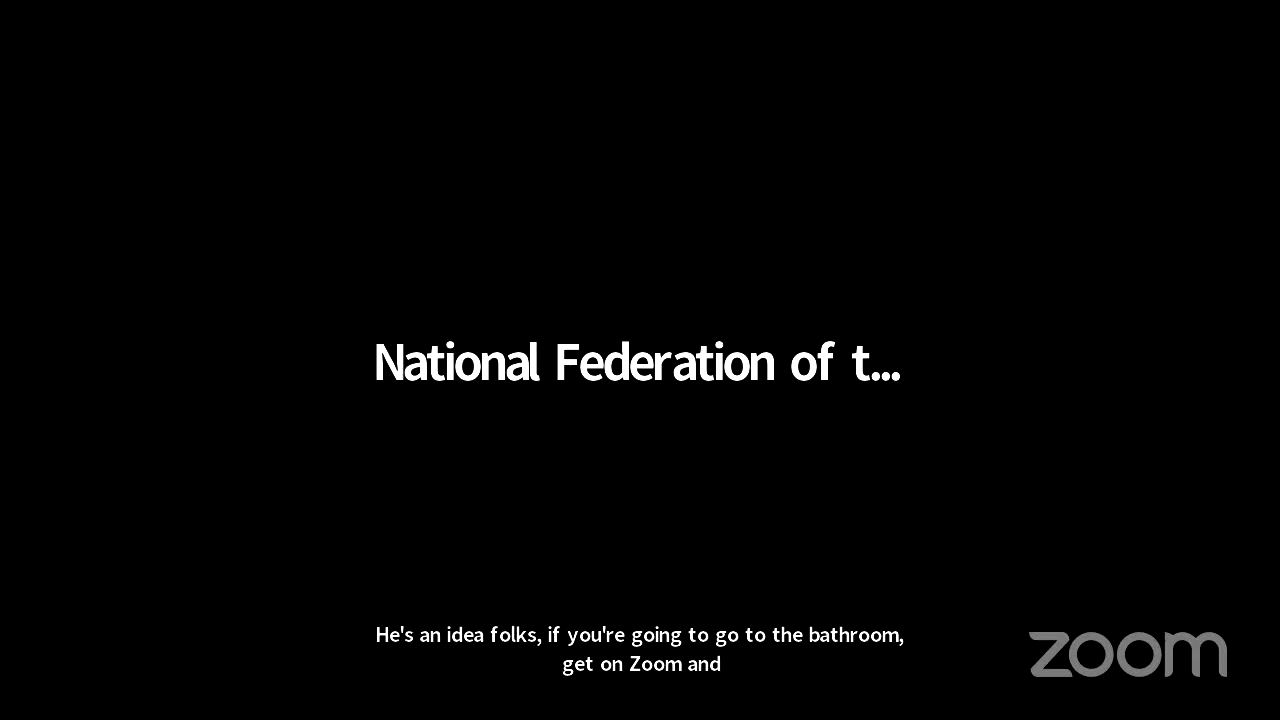 National Federation of t...
He's an idea folks, if you're going to go to the bathroom,
get on Zoom and
zoom